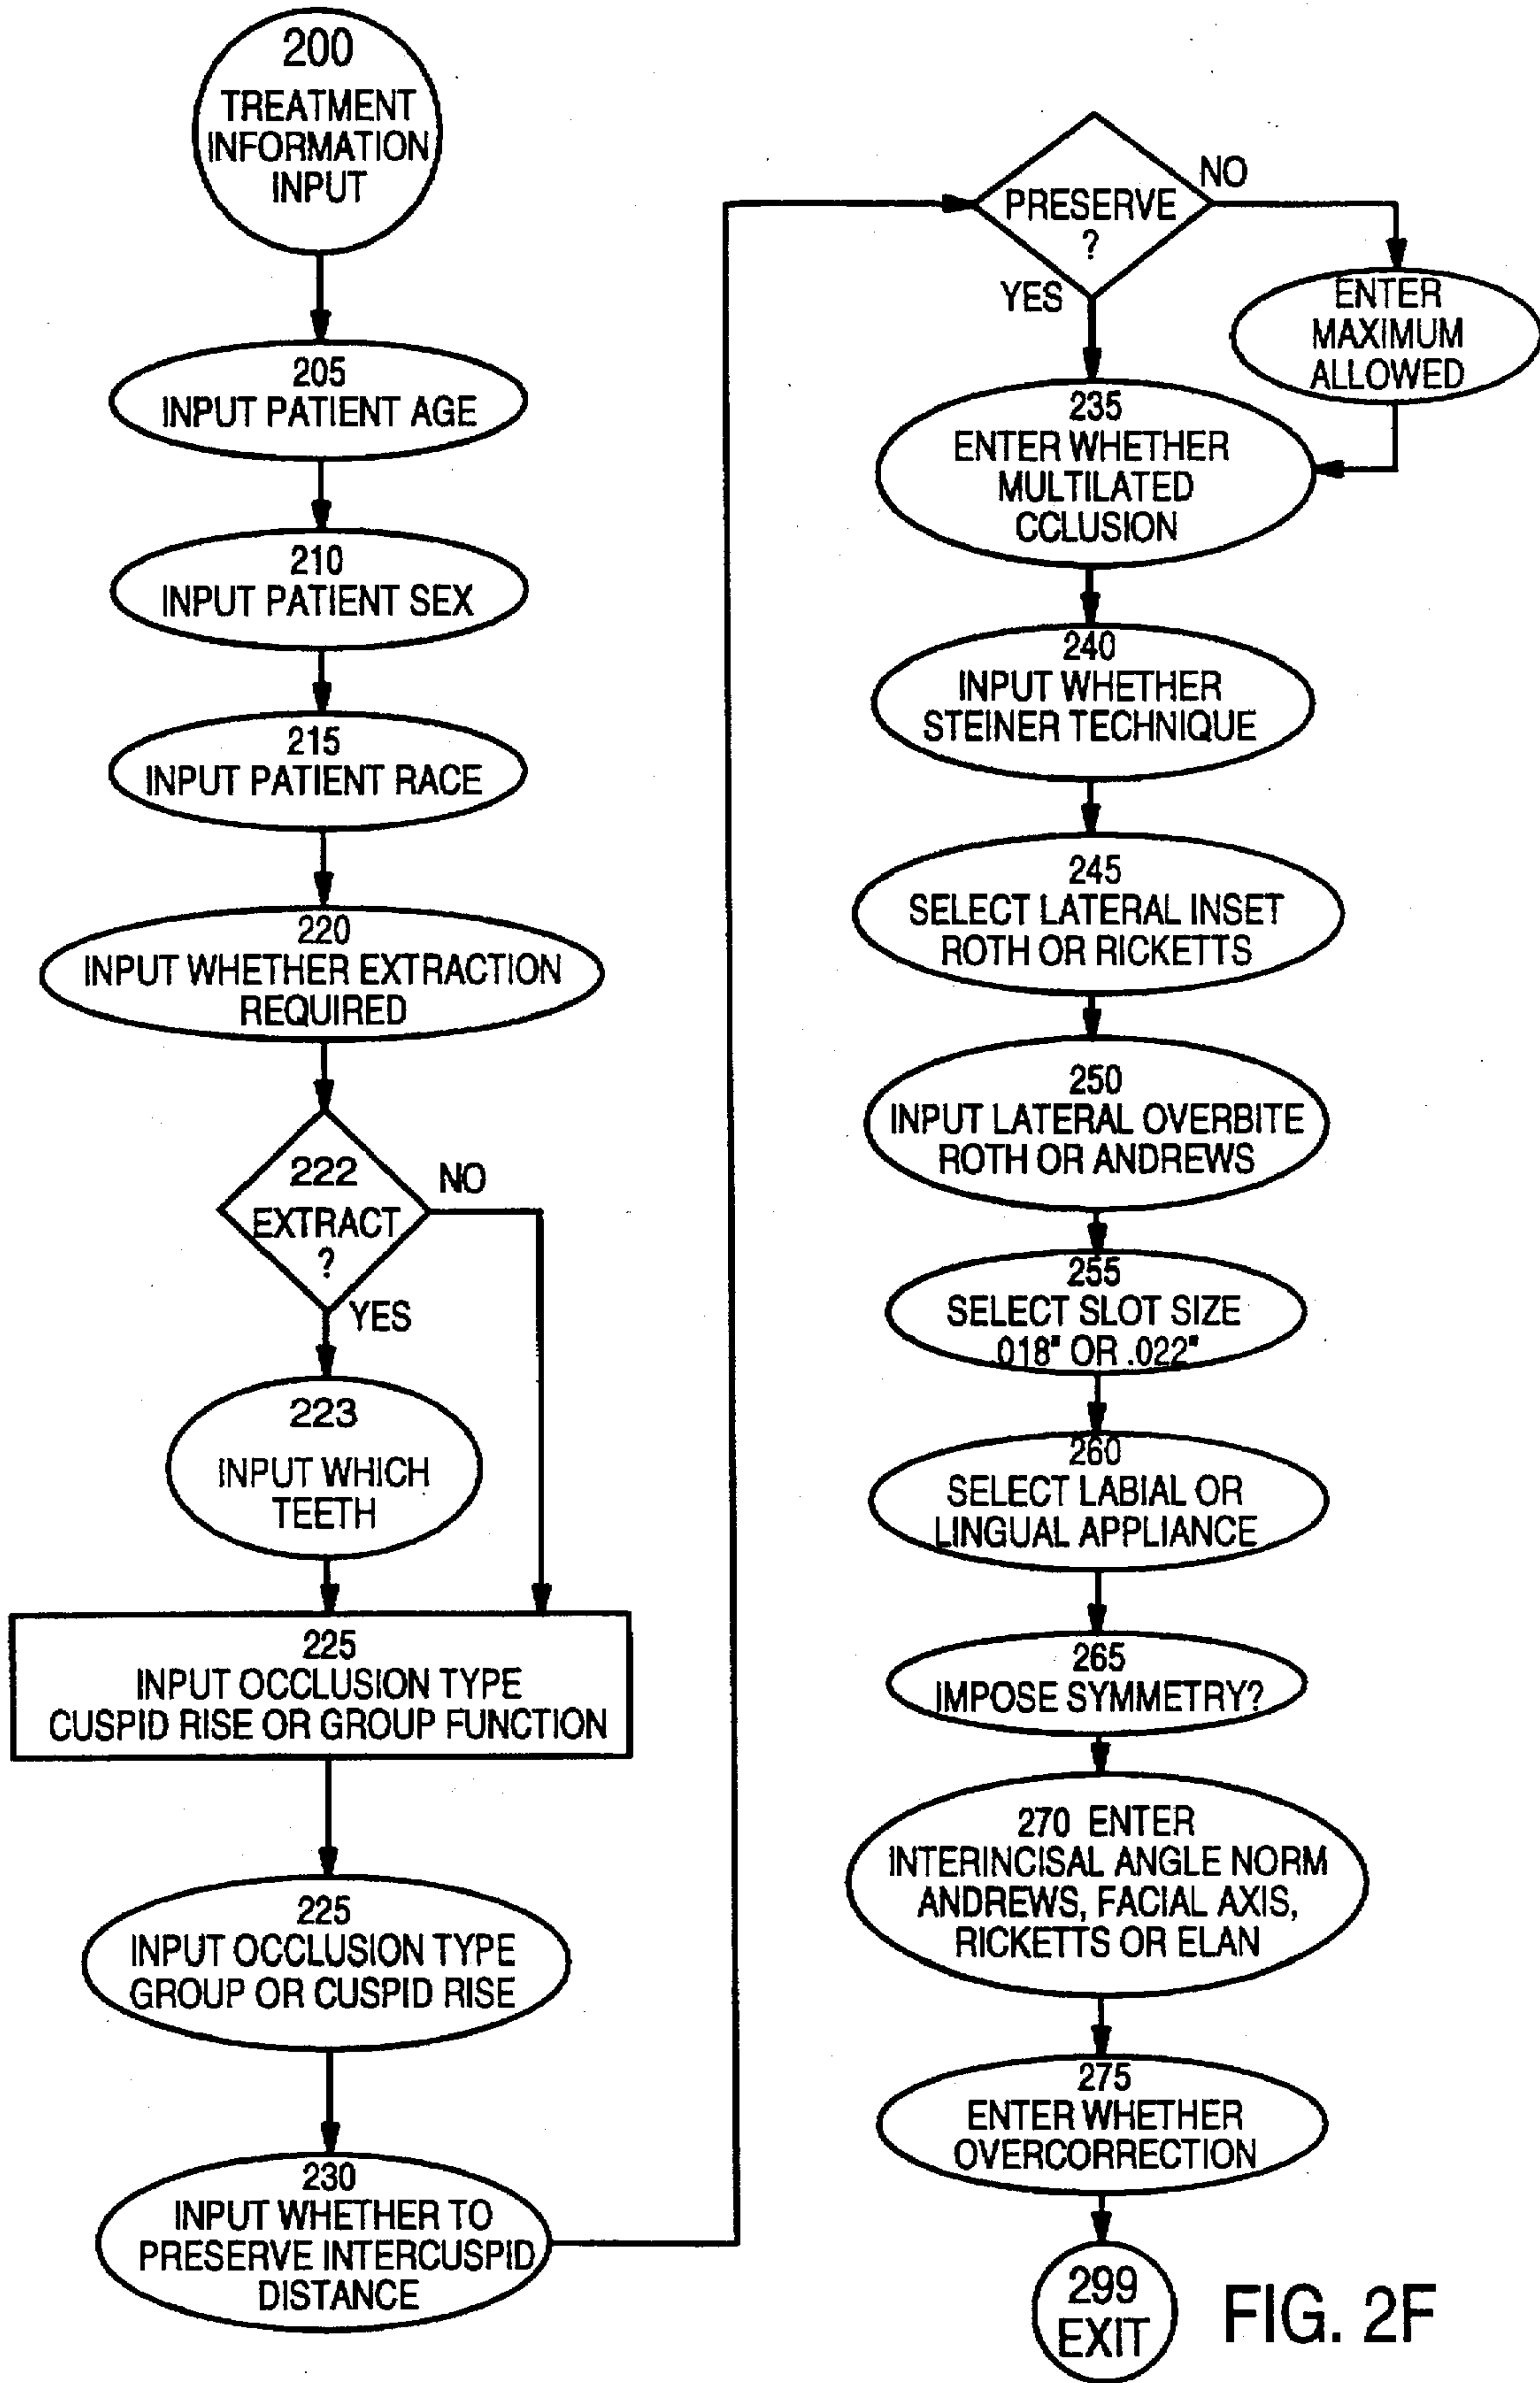 200
TREATMENT
INFORMATION
INPUT
205
INPUT PATIENT AGE
210
INPUT PATIENT SEX
215
INPUT PATIENT RACE
220
INPUT WHETHER EXTRACTION
REQUIRED
222
EXTRACT
?
NO
YES
223
INPUT WHICH
TEETH
225
INPUT OCCLUSION TYPE
CUSPID RISE OR GROUP FUNCTION
225
INPUT OCCLUSION TYPE
GROUP OR CUSPID RISE
230
INPUT WHETHER TO
PRESERVE INTERCUSPID
DISTANCE
PRESERVE
?
NO
YES
ENTER
MAXIMUM
ALLOWED
235
ENTER WHETHER
MULTILATED
CCLUSION
240
INPUT WHETHER
STEINER TECHNIQUE
245
SELECT LATERAL INSET
ROTH OR RICKETTS
250
INPUT LATERAL OVERBITE
ROTH OR ANDREWS
255
SELECT SLOT SIZE
.018" OR .022"
260
SELECT LABIAL OR
LINGUAL APPLIANCE
265
IMPOSE SYMMETRY?
270 ENTER
INTERINCISAL ANGLE NORM
ANDREWS, FACIAL AXIS,
RICKETTS OR ELAN
275
ENTER WHETHER
OVERCORRECTION
299
EXIT
FIG. 2F